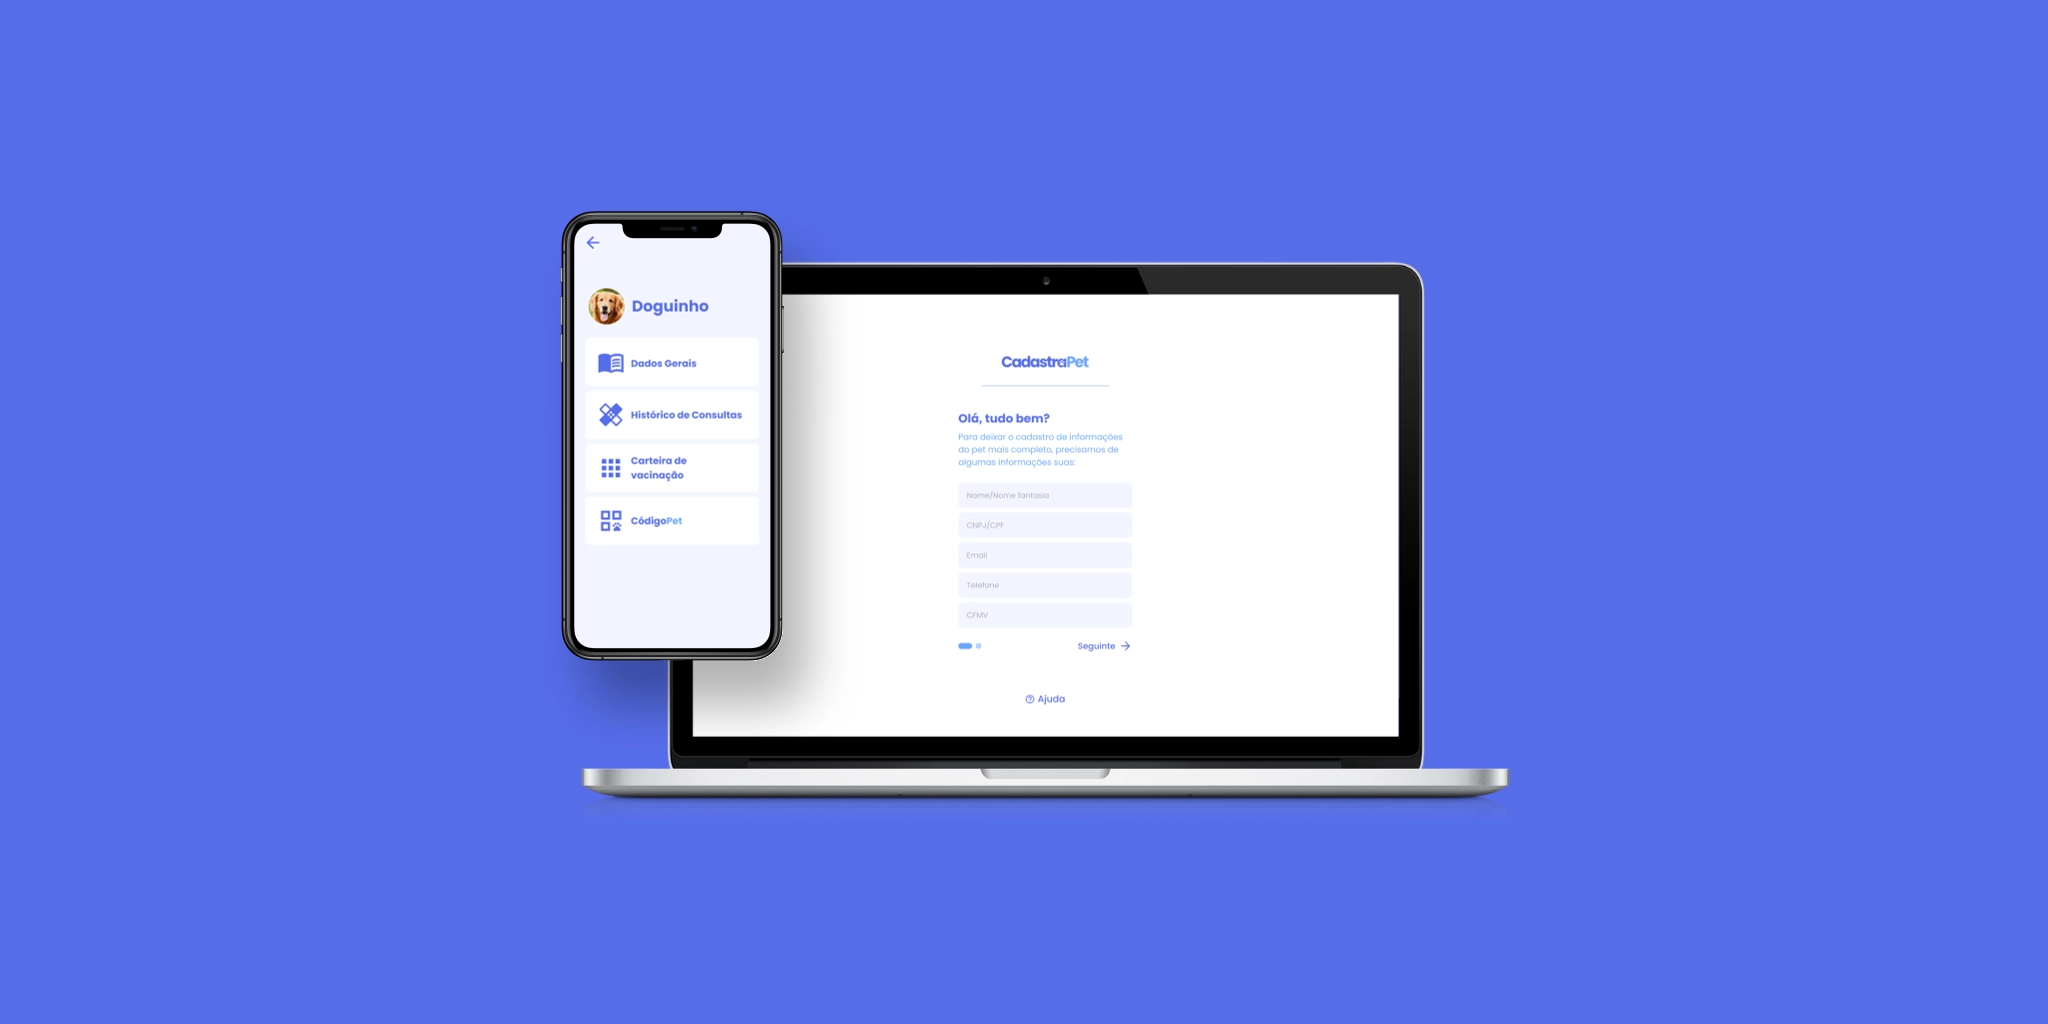 Doguinho
Dados Gerais
Histórico de Consultas
Carteira de
vacinação
CódigoPet
CadastraPet
Olá, tudo bem?
Para deixar o cadastro de informações
do pet mais completo, precisamos de
algumas informações suas:
Nome/Nome fantasia
CNPJ/CPF
Email
Telefone
CFMV
Seguinte
Ajuda